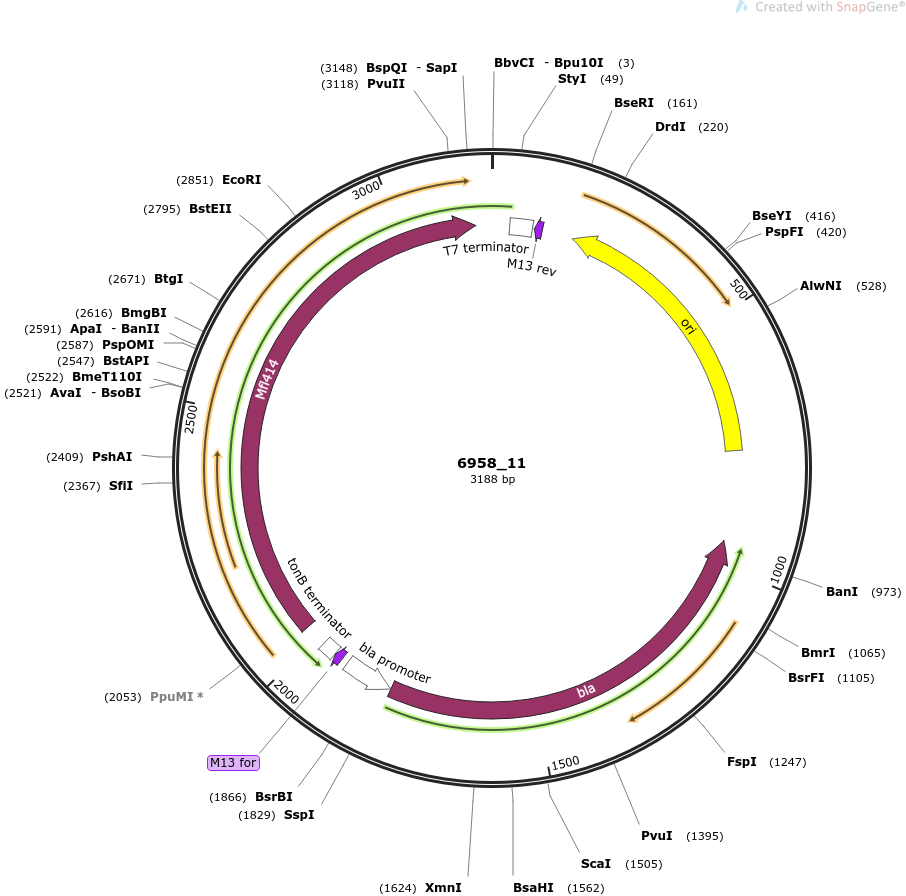 Created with SnapGene®
(3148) BspQI - SapI
(3118) PvuII
BbvCI - Bpu10I (3)
StyI (49)
BseRI (161)
DrdI (220)
BseYI (416)
PspFI (420)
AlwNI (528)
BanI (973)
BmrI (1065)
BsrFI (1105)
FspI (1247)
PvuI (1395)
ScaI (1505)
BsaHI (1562)
(1624) XmnI
(1829) SspI
(1866) BsrBI
M13 for
(2053) PpuMI *
(2367) SfiI
(2409) PshAI
(2521) AvaI - BsoBI
(2522) BmeT110I
(2547) BstAPI
(2587) PspOMI
(2591) ApaI - BanII
(2616) BmgBI
(2671) BtgI
(2795) BstEII
(2851) EcoRI
500
1000
1500
2000
2500
3000
T7 terminator
M13 rev
ori
bla
bla promoter
tonB terminator
Mfl414
6958_11
3188 bp